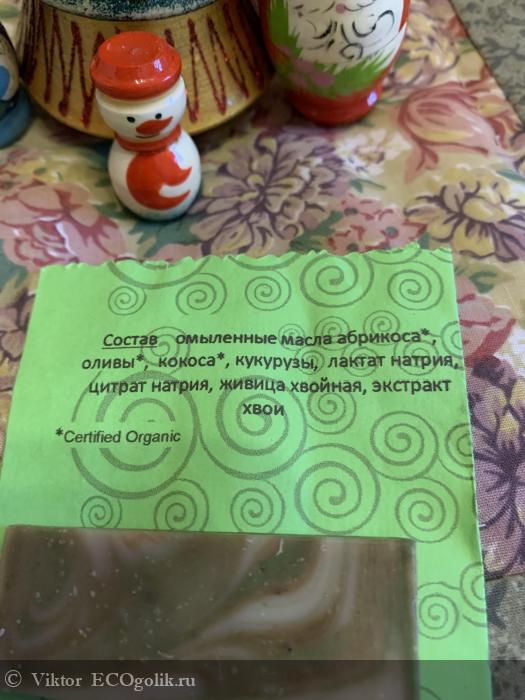 Состав омыленные масла абрикоса*,
оливы*, кокоса*, кукурузы, лактат натрия,
цитрат натрия, живица хвойная, экстракт
хвои
*Certified Organic
© Viktor ECOgolik.ru